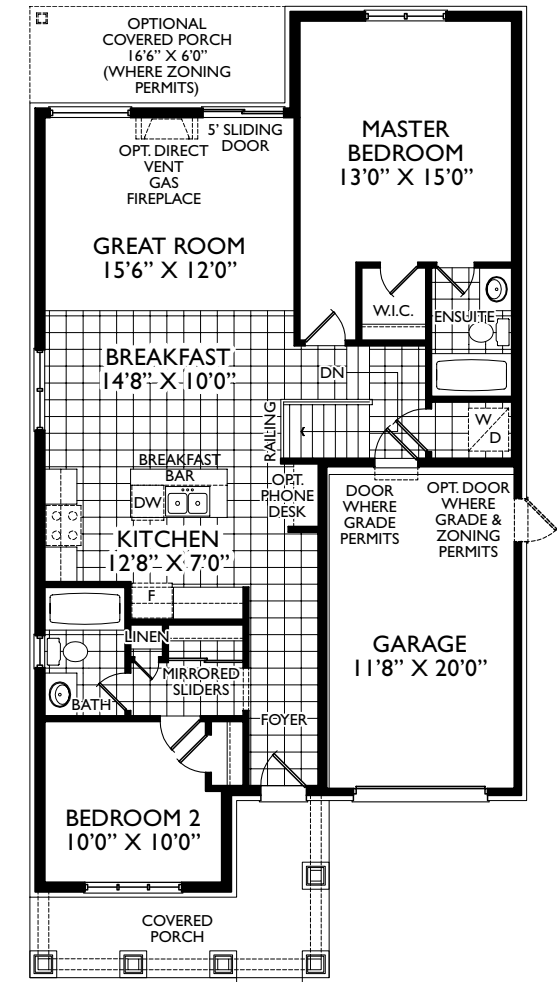 OPTIONAL
COVERED PORCH
16'6” X 6'0”
(WHERE ZONING
PERMITS)
5' SLIDING
DOOR
OPT. DIRECT
VENT
GAS
FIREPLACE
MASTER
BEDROOM
13'0” X 15'0”
GREAT ROOM
15'6” X 12'0”
W.I.C.
ENSUITE
BREAKFAST
14'8” X 10'0”
DN
RAILING
W
D
BREAKFAST
BAR
DW
OPT.
PHONE
DESK
DOOR
WHERE
GRADE
PERMITS
OPT. DOOR
WHERE
GRADE &
ZONING
PERMITS
KITCHEN
12'8” X 7'0”
F
LINEN
MIRRORED
SLIDERS
BATH
FOYER
GARAGE
11'8” X 20'0”
BEDROOM 2
10'0” X 10'0”
COVERED
PORCH